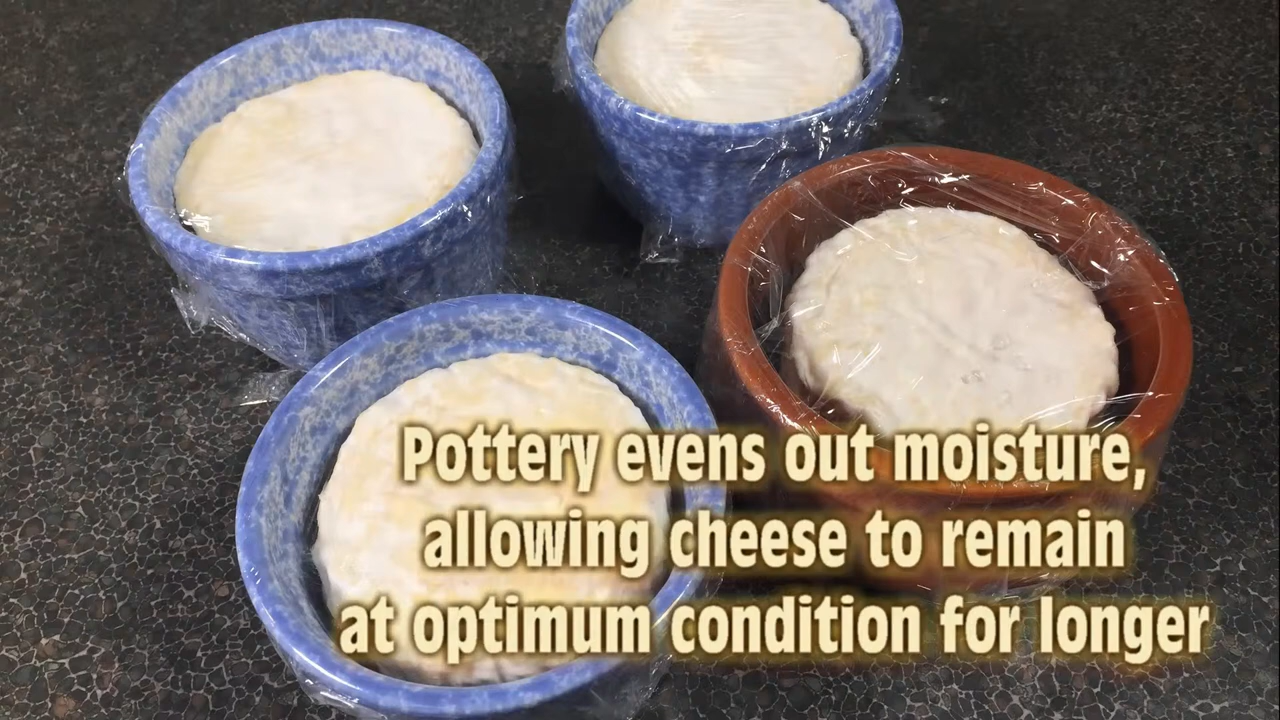 Pottery evens out moisture,
allowing cheese to remain
at optimum condition for longer